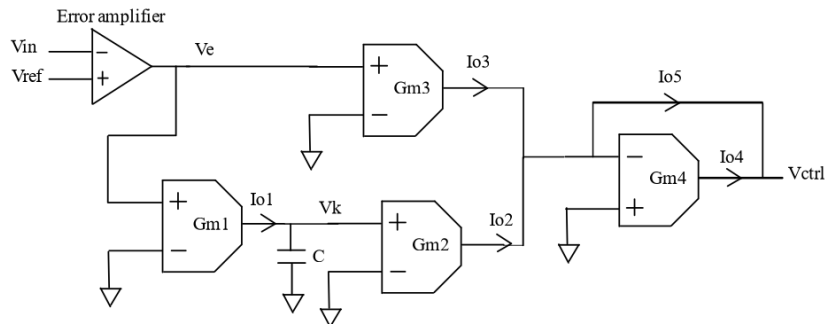 Error amplifier
Vin
Vref
−
+
Ve
+
−
Gm3
Io3
Io5
−
+
Gm4
Io4
Vctrl
+
−
Gm1
Io1
Vk
C
+
−
Gm2
Io2